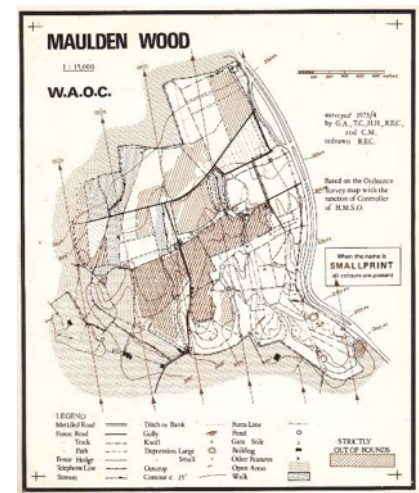 MAULDEN WOOD
1 : 15,000
W.A.O.C.
surveyed 1973/4
by G.A., T.C., H.H., R.E.C.,
and C.M.
redrawn R.E.C.
Based on the Ordnance
Survey map with the
sanction of Controller
of H.M.S.O.
When the name is
SMALLPRINT
all colours are present
LEGEND
Metalled Road
Forest Road
Track
Path
Fence Hedge
Telephone Line
Stream
Ditch or Bank
Gully
Knoll
Depression Large
Small
Outcrop
Contour c. 25'
Form Line
Pond
Gate Stile
Building
Other Features
Open Areas
Walk
STRICTLY
OUT OF BOUNDS